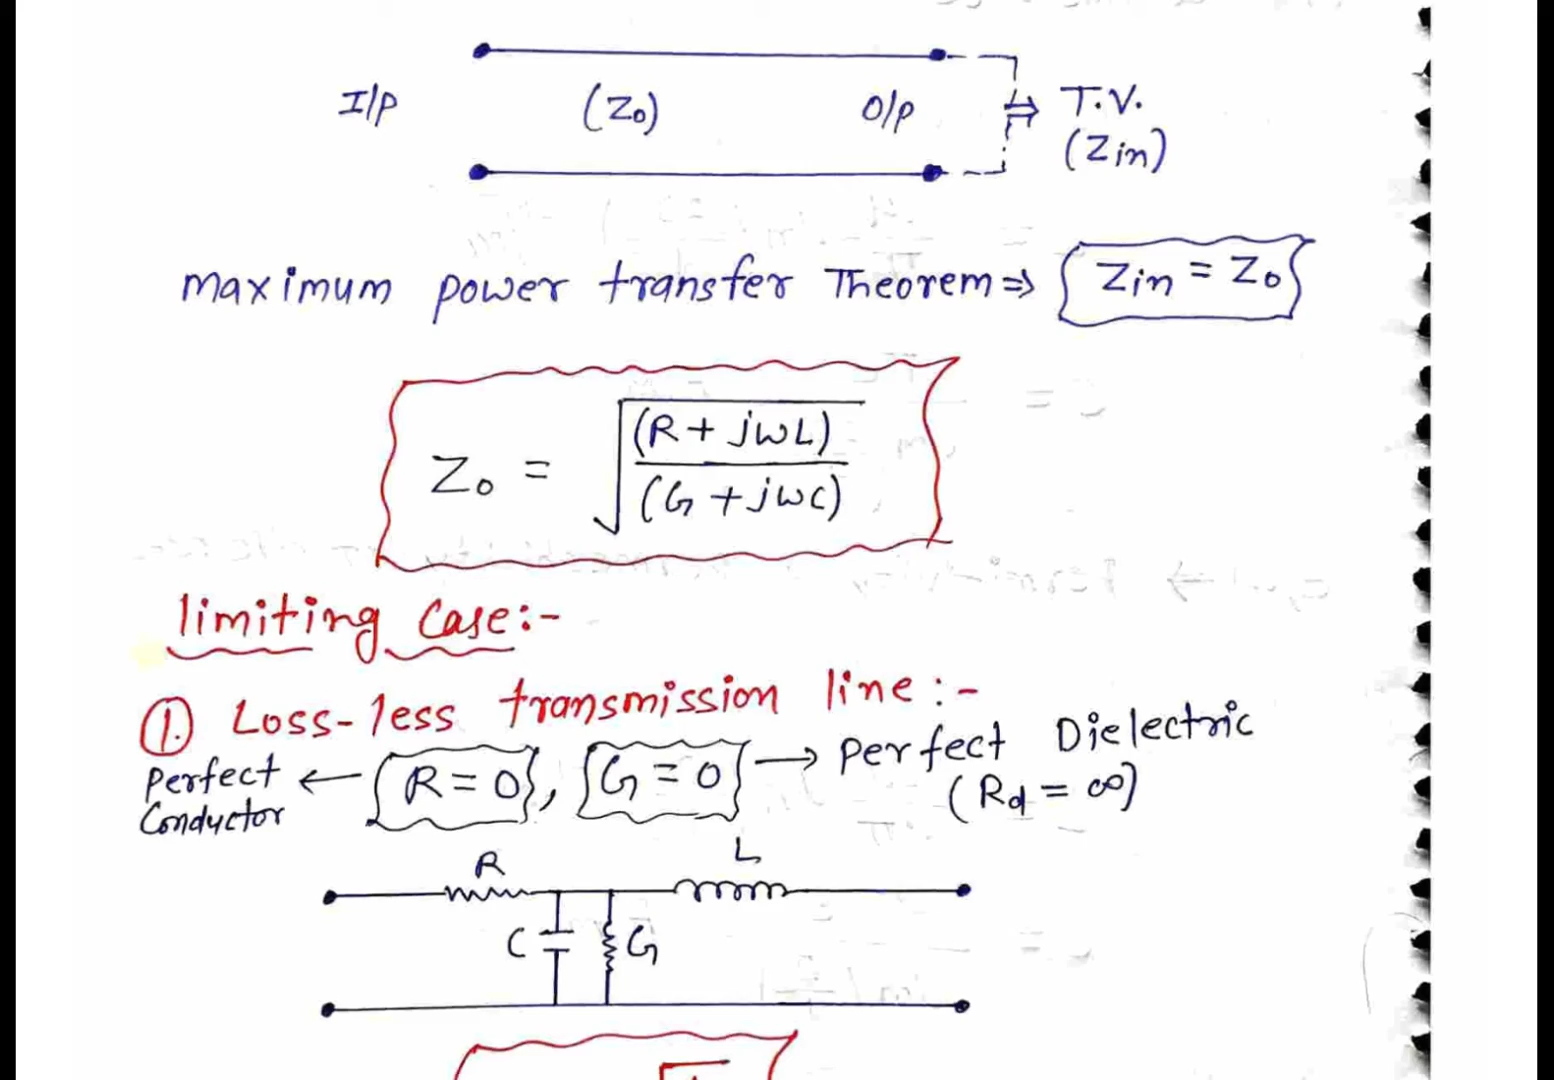 I/P (Z₀) O/P ⇒ T.V.
(Zin)
maximum power transfer Theorem ⇒ Zin = Z₀
Z₀ = √((R + jωL)/(G + jωC))
limiting Case:-
①. Loss-less transmission line:-
Perfect Conductor ← R = 0, G = 0 → Perfect Dielectric
(Rd = ∞)
R L
C G